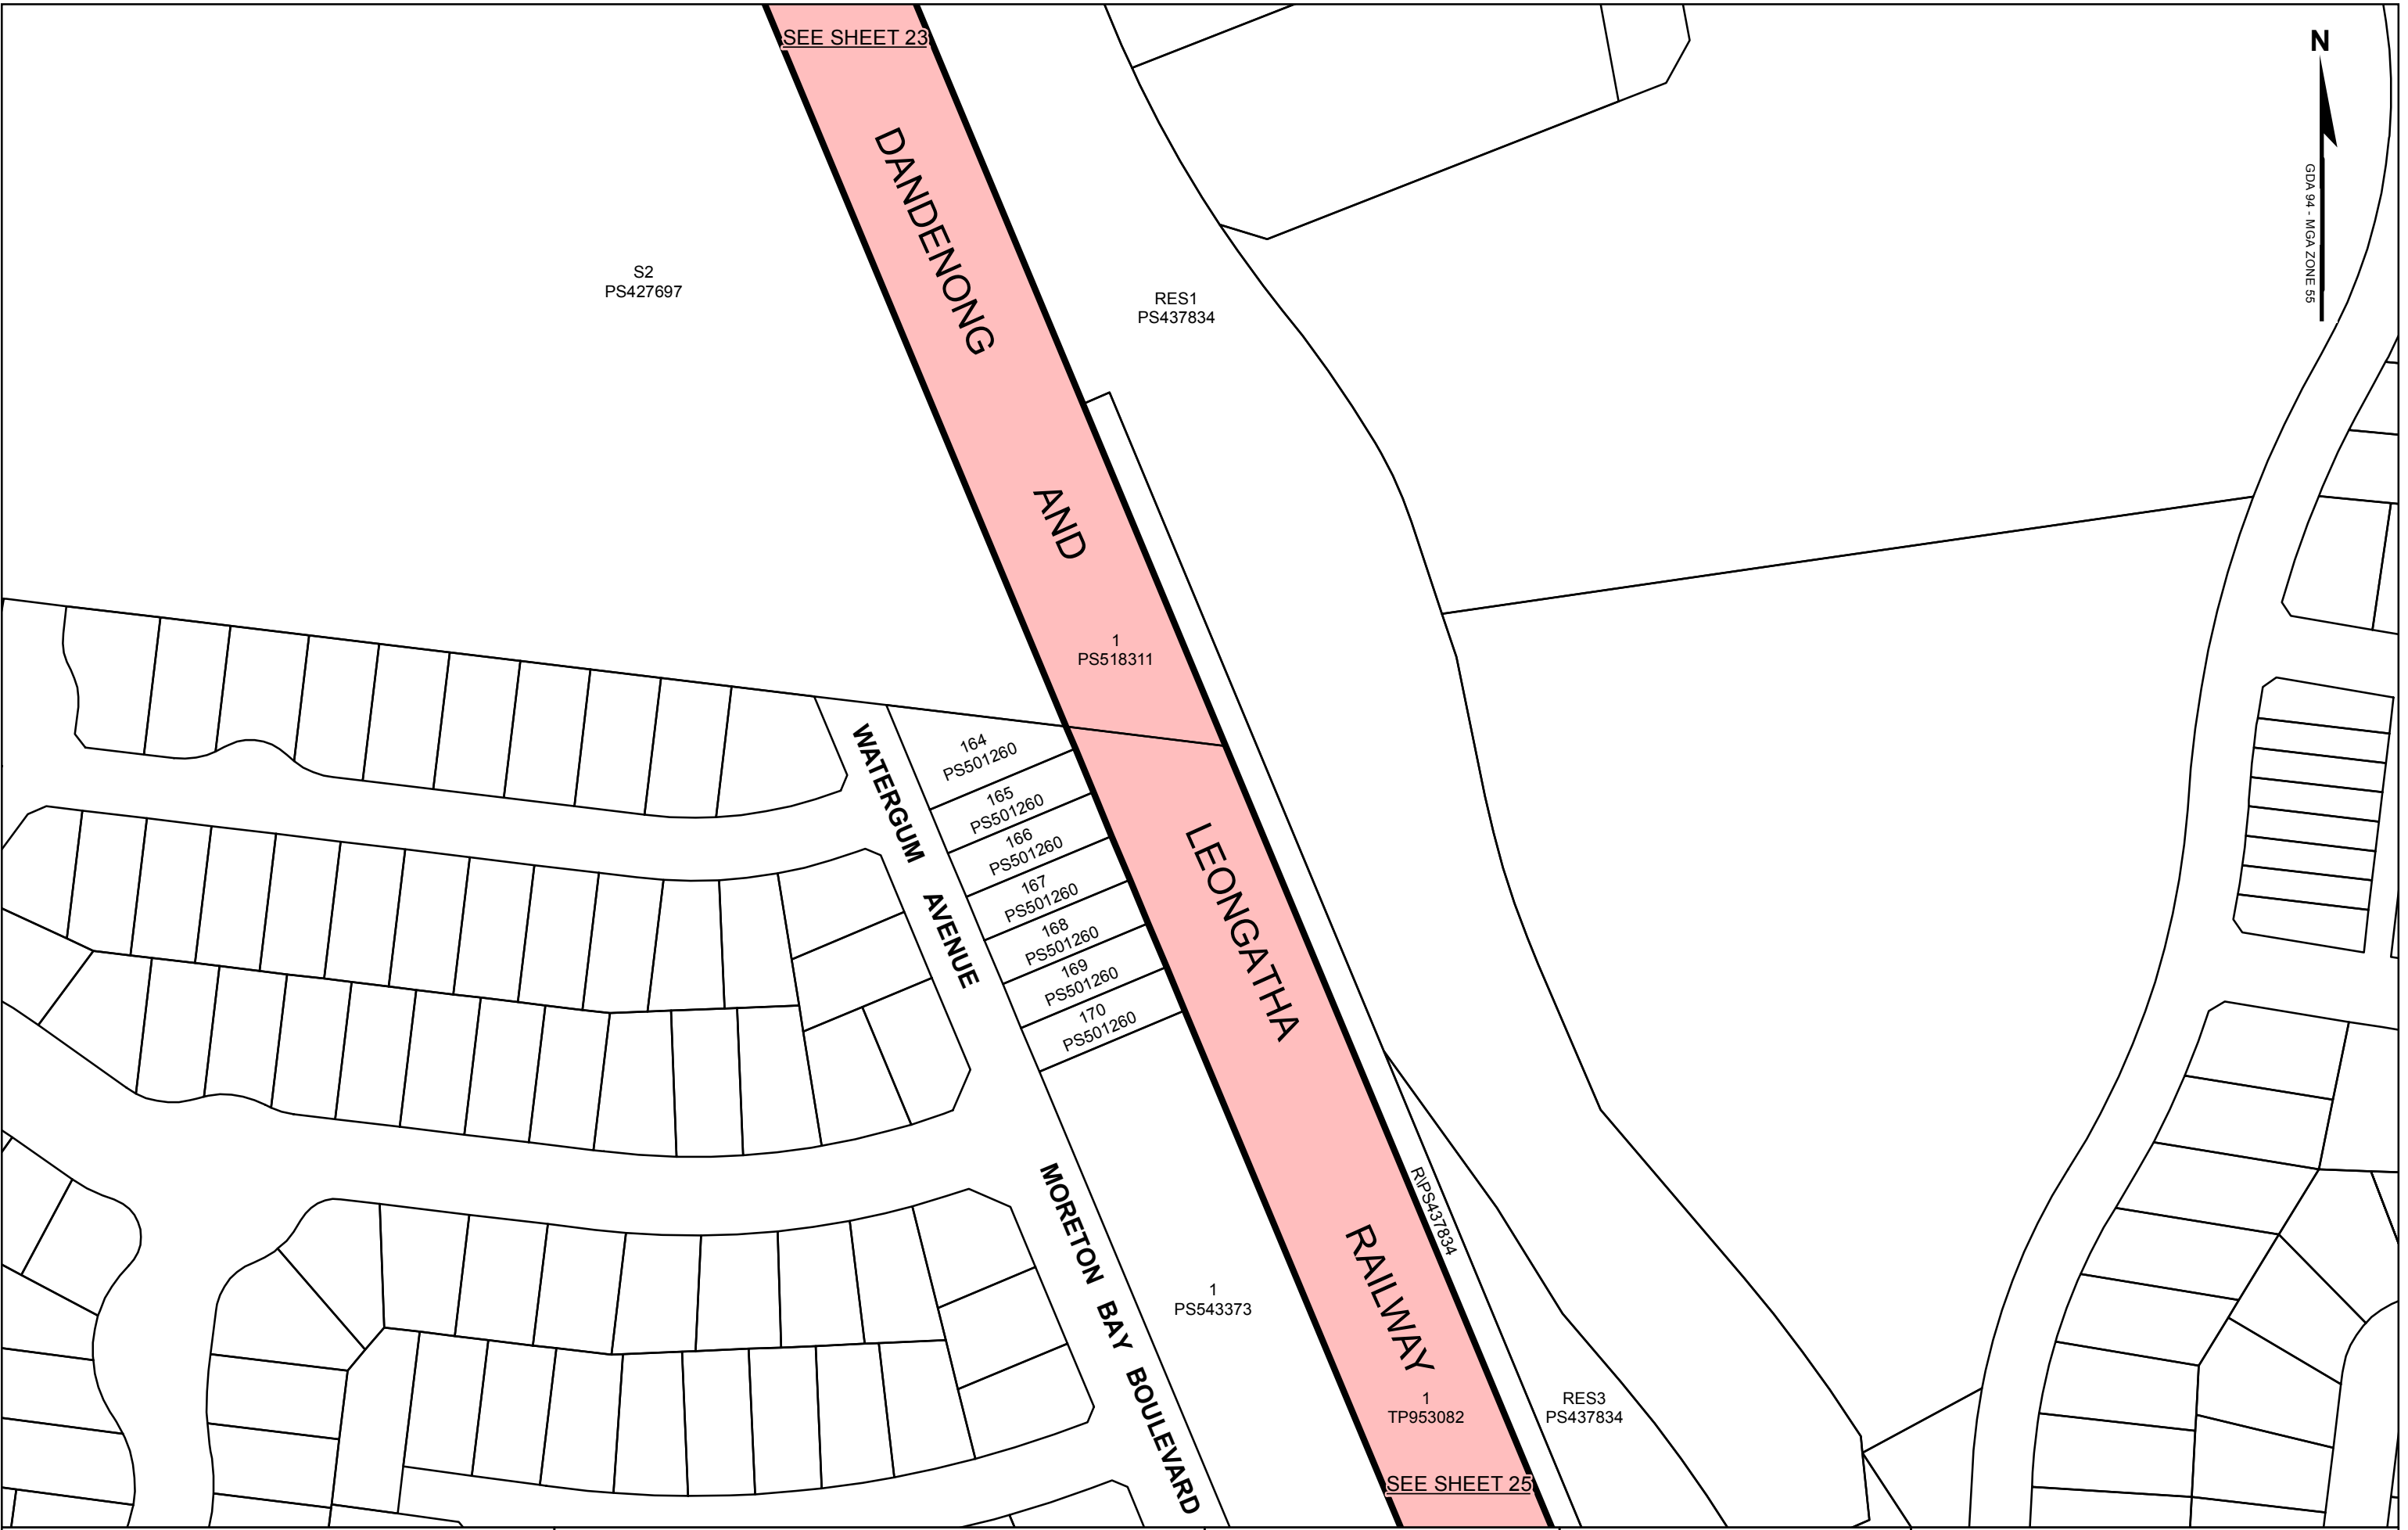 SEE SHEET 23
N
GDA 94 - MGA ZONE 55
DANDENONG
S2
PS427697
RES1
PS437834
AND
1
PS518311
WATERGUM AVENUE
164
PS501260
165
PS501260
166
PS501260
167
PS501260
168
PS501260
169
PS501260
170
PS501260
LEONGATHA
MORETON BAY BOULEVARD
R\PS437834
1
PS543373
RAILWAY
1
TP953082
RES3
PS437834
SEE SHEET 25